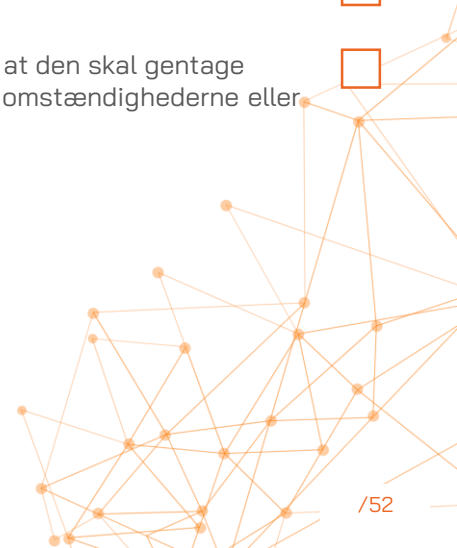 at den skal gentage
omstændighederne eller
/52